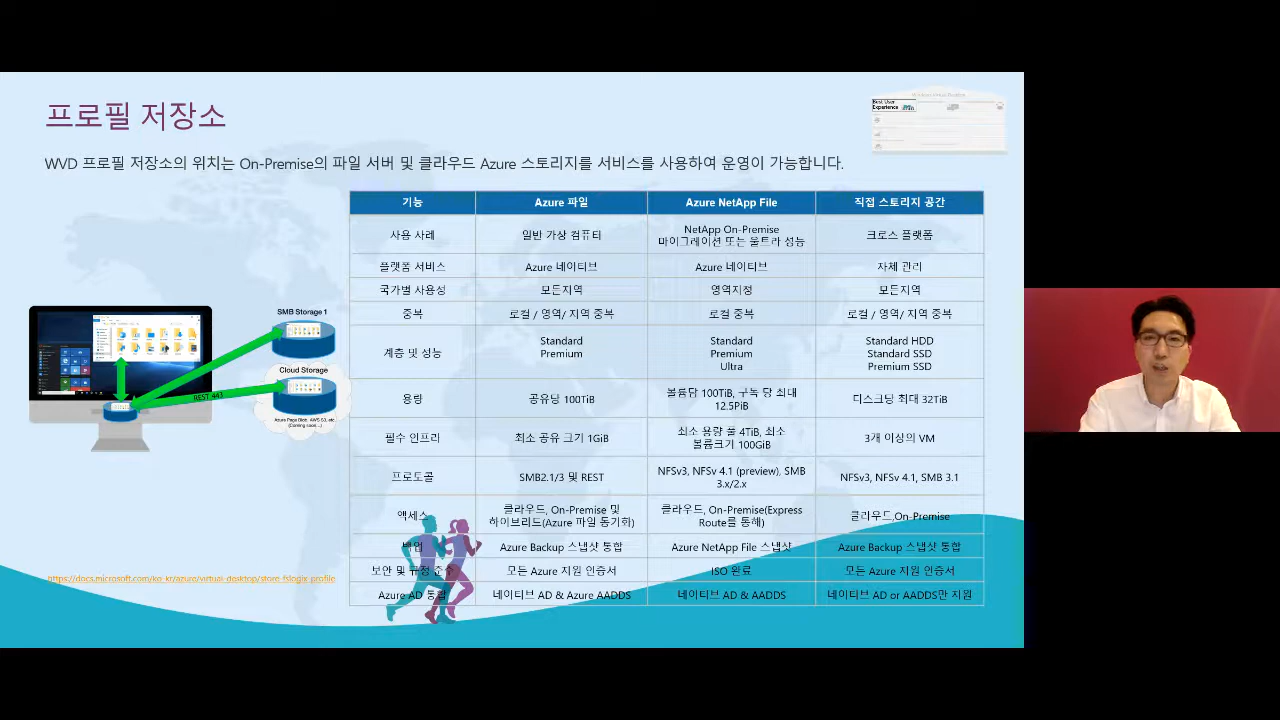 프로필 저장소
Best User
Experience
WVD 프로필 저장소의 위치는 On-Premise의 파일 서버 및 클라우드 Azure 스토리지를 서비스를 사용하여 운영이 가능합니다.
기능 Azure 파일 Azure NetApp File 직접 스토리지 공간
사용 사례 일반 가상 컴퓨터 NetApp On-Premise
마이그레이션 또는 울트라 성능 크로스 플랫폼
플랫폼 서비스 Azure 네이티브 Azure 네이티브 자체 관리
국가별 사용성 모든지역 영역지정 모든지역
중복 로컬 / 영역/ 지역 중복 로컬 중복 로컬 / 영역/ 지역 중복
계층 및 성능 Standard
Premium Standard
Premium
Ultra Standard HDD
Standard SSD
Premium SSD
용량 공유당 100TiB 볼륨당 100TiB, 구독 당 최대
12.5PiB 디스크당 최대 32TiB
필수 인프리 최소 공유 크기 1GiB 최소 용량 풀 4TiB, 최소
볼륨크기 100GiB 3개 이상의 VM
프로토콜 SMB2.1/3 및 REST NFSv3, NFSv 4.1 (preview), SMB
3.x/2.x NFSv3, NFSv 4.1, SMB 3.1
액세스 클라우드, On-Premise 및
하이브리드(Azure 파일 동기화) 클라우드, On-Premise(Express
Route를 통해) 클라우드,On-Premise
백업 Azure Backup 스냅샷 통합 Azure NetApp File 스냅샷 Azure Backup 스냅샷 통합
보안 및 규정 준수 모든 Azure 지원 인증서 ISO 완료 모든 Azure 지원 인증서
Azure AD 통합 네이티브 AD & Azure AADDS 네이티브 AD & AADDS 네이티브 AD or AADDS만 지원
SMB Storage 1
Cloud Storage
REST 443
Azure Page Blob, AWS S3, etc.
(Coming soon...)
https://docs.microsoft.com/ko-kr/azure/virtual-desktop/store-fslogix-profile